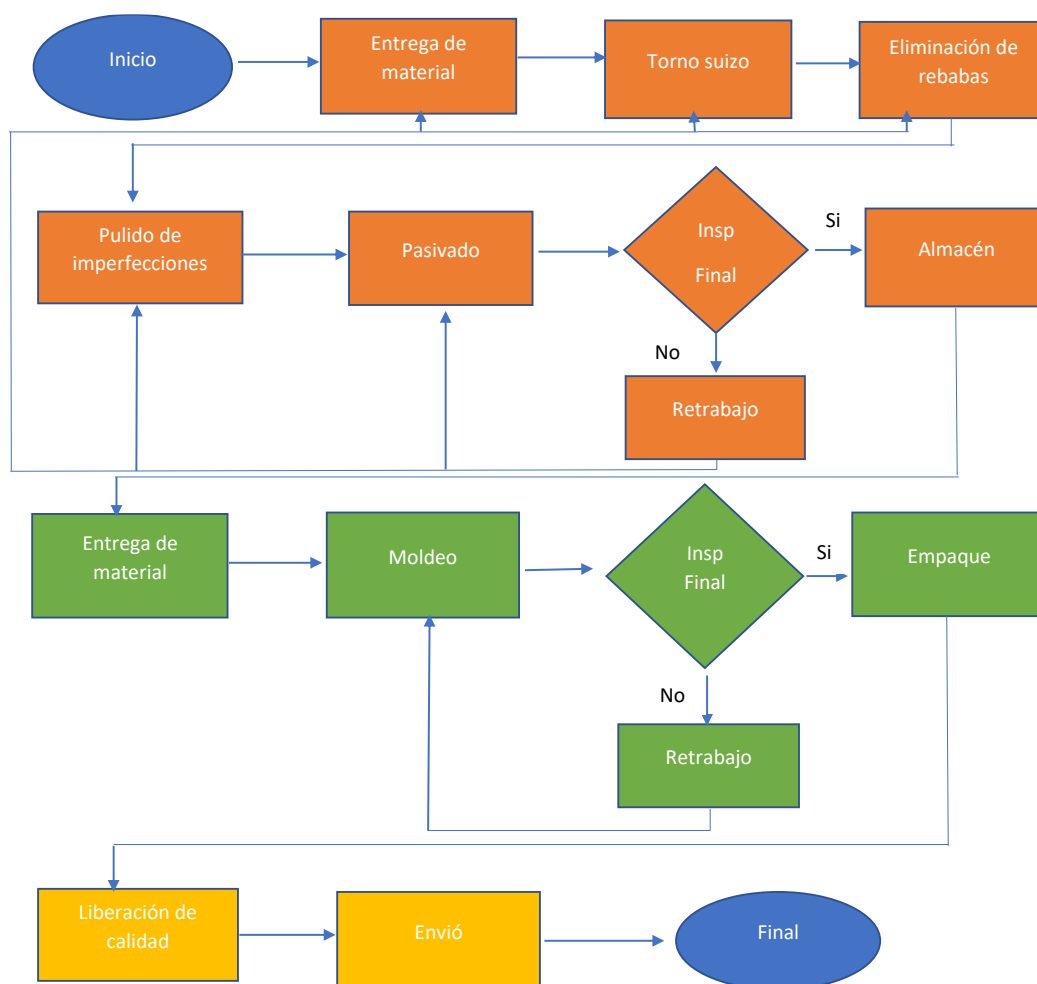 Inicio
Entrega de
material
Torno suizo
Eliminación de
rebabas
Pulido de
imperfecciones
Pasivado
Insp
Final
Si
Almacén
No
Retrabajo
Entrega de
material
Moldeo
Insp
Final
Si
Empaque
No
Retrabajo
Liberación de
calidad
Envió
Final